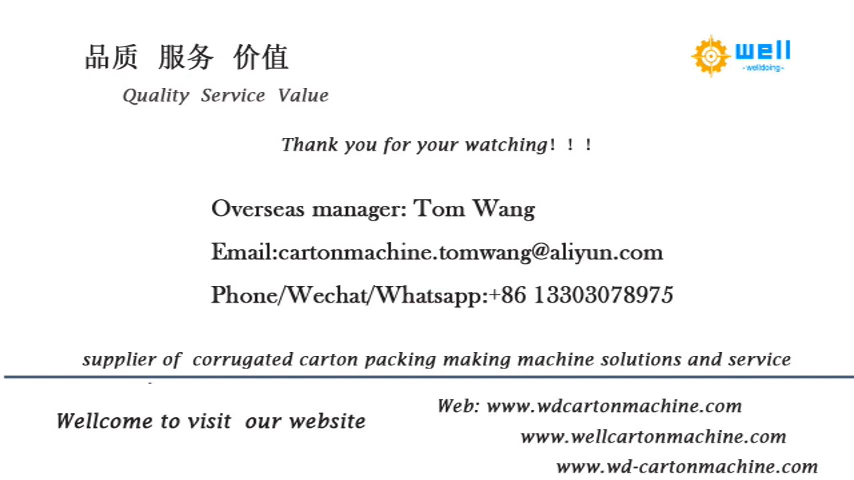 品质 服务 价值
well
-welldoing-
Quality Service Value
Thank you for your watching! ! !
Overseas manager: Tom Wang
Email:cartonmachine.tomwang@aliyun.com
Phone/Wechat/Whatsapp:+86 13303078975
supplier of corrugated carton packing making machine solutions and service
Wellcome to visit our website
Web: www.wdcartonmachine.com
www.wellcartonmachine.com
www.wd-cartonmachine.com